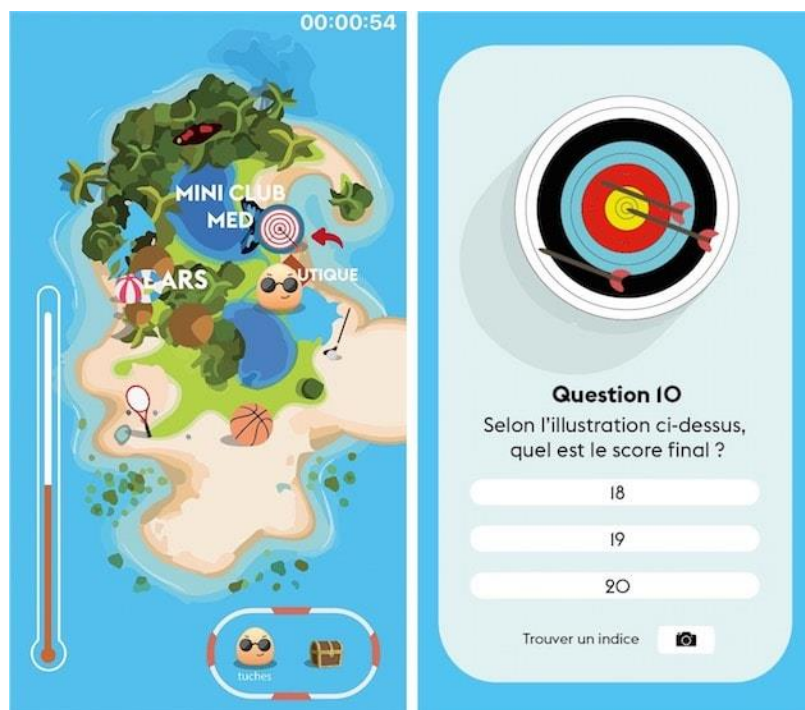 00:00:54
MINI CLUB
MED
BARS
UTIQUE
tuches
Question 10
Selon l'illustration ci-dessus,
quel est le score final ?
18
19
20
Trouver un indice